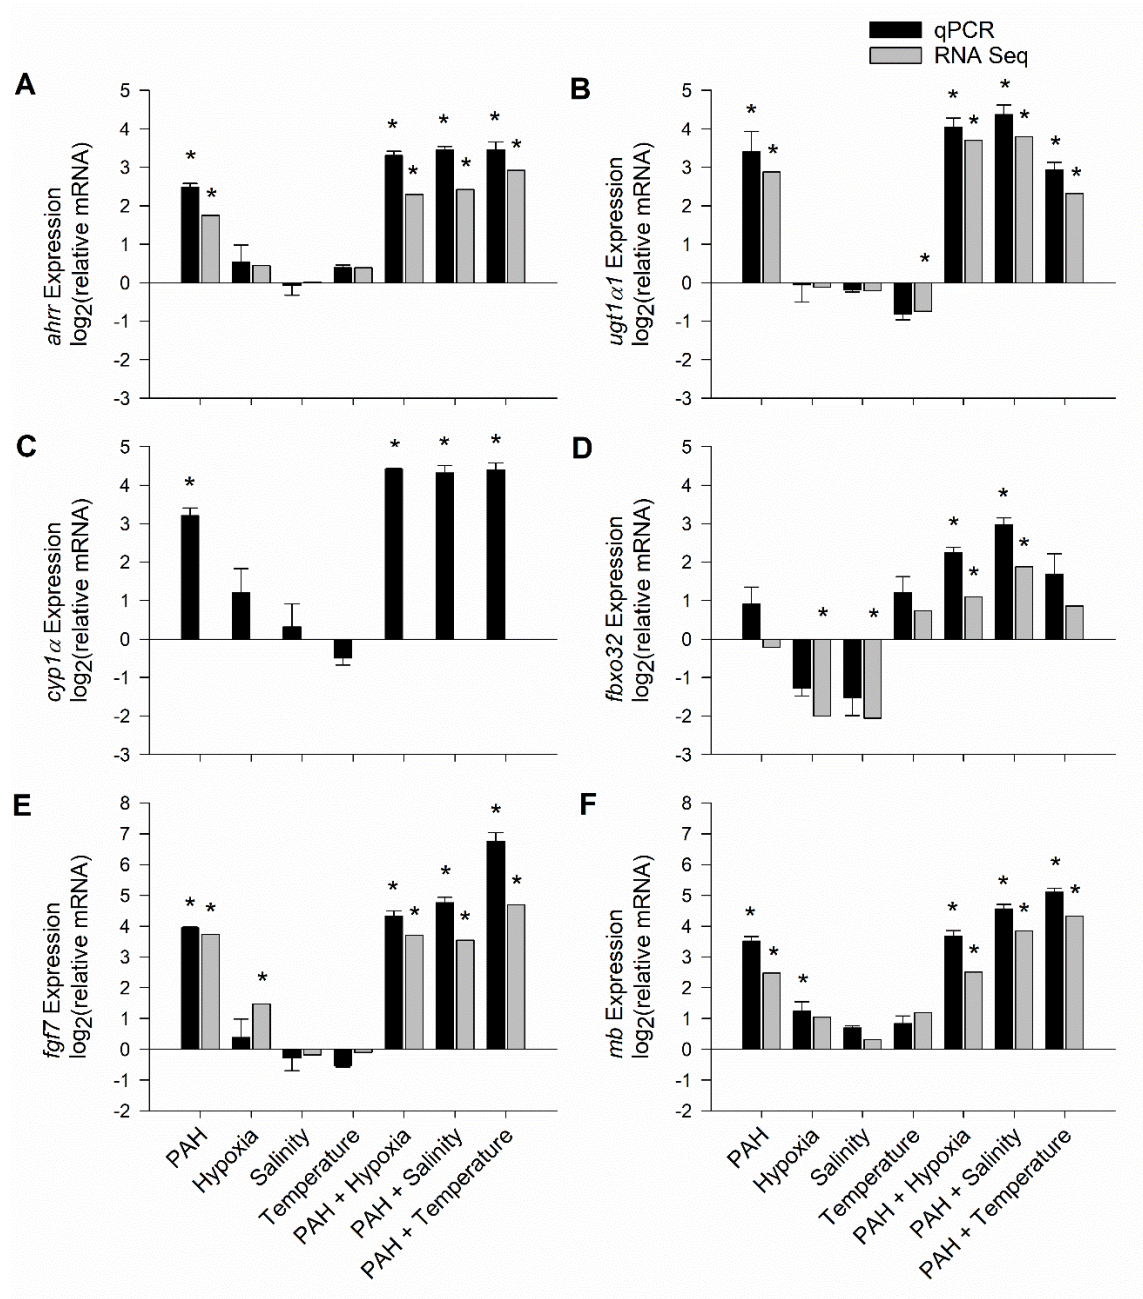 qPCR
RNA Seq
A
ahrr Expression
log2(relative mRNA)
5
4
3
2
1
0
-1
-2
-3
* * * * * * * *
B
ugt1α1 Expression
log2(relative mRNA)
5
4
3
2
1
0
-1
-2
-3
* * * * * * * * *
C
cyp1α Expression
log2(relative mRNA)
5
4
3
2
1
0
-1
-2
-3
* * * *
D
fbxo32 Expression
log2(relative mRNA)
5
4
3
2
1
0
-1
-2
-3
* * * * * *
E
fgf7 Expression
log2(relative mRNA)
8
7
6
5
4
3
2
1
0
-1
-2
* * * * * * * * *
PAH
Hypoxia
Salinity
Temperature
PAH + Hypoxia
PAH + Salinity
PAH + Temperature
F
mb Expression
log2(relative mRNA)
8
7
6
5
4
3
2
1
0
-1
-2
* * * * * * * * *
PAH
Hypoxia
Salinity
Temperature
PAH + Hypoxia
PAH + Salinity
PAH + Temperature